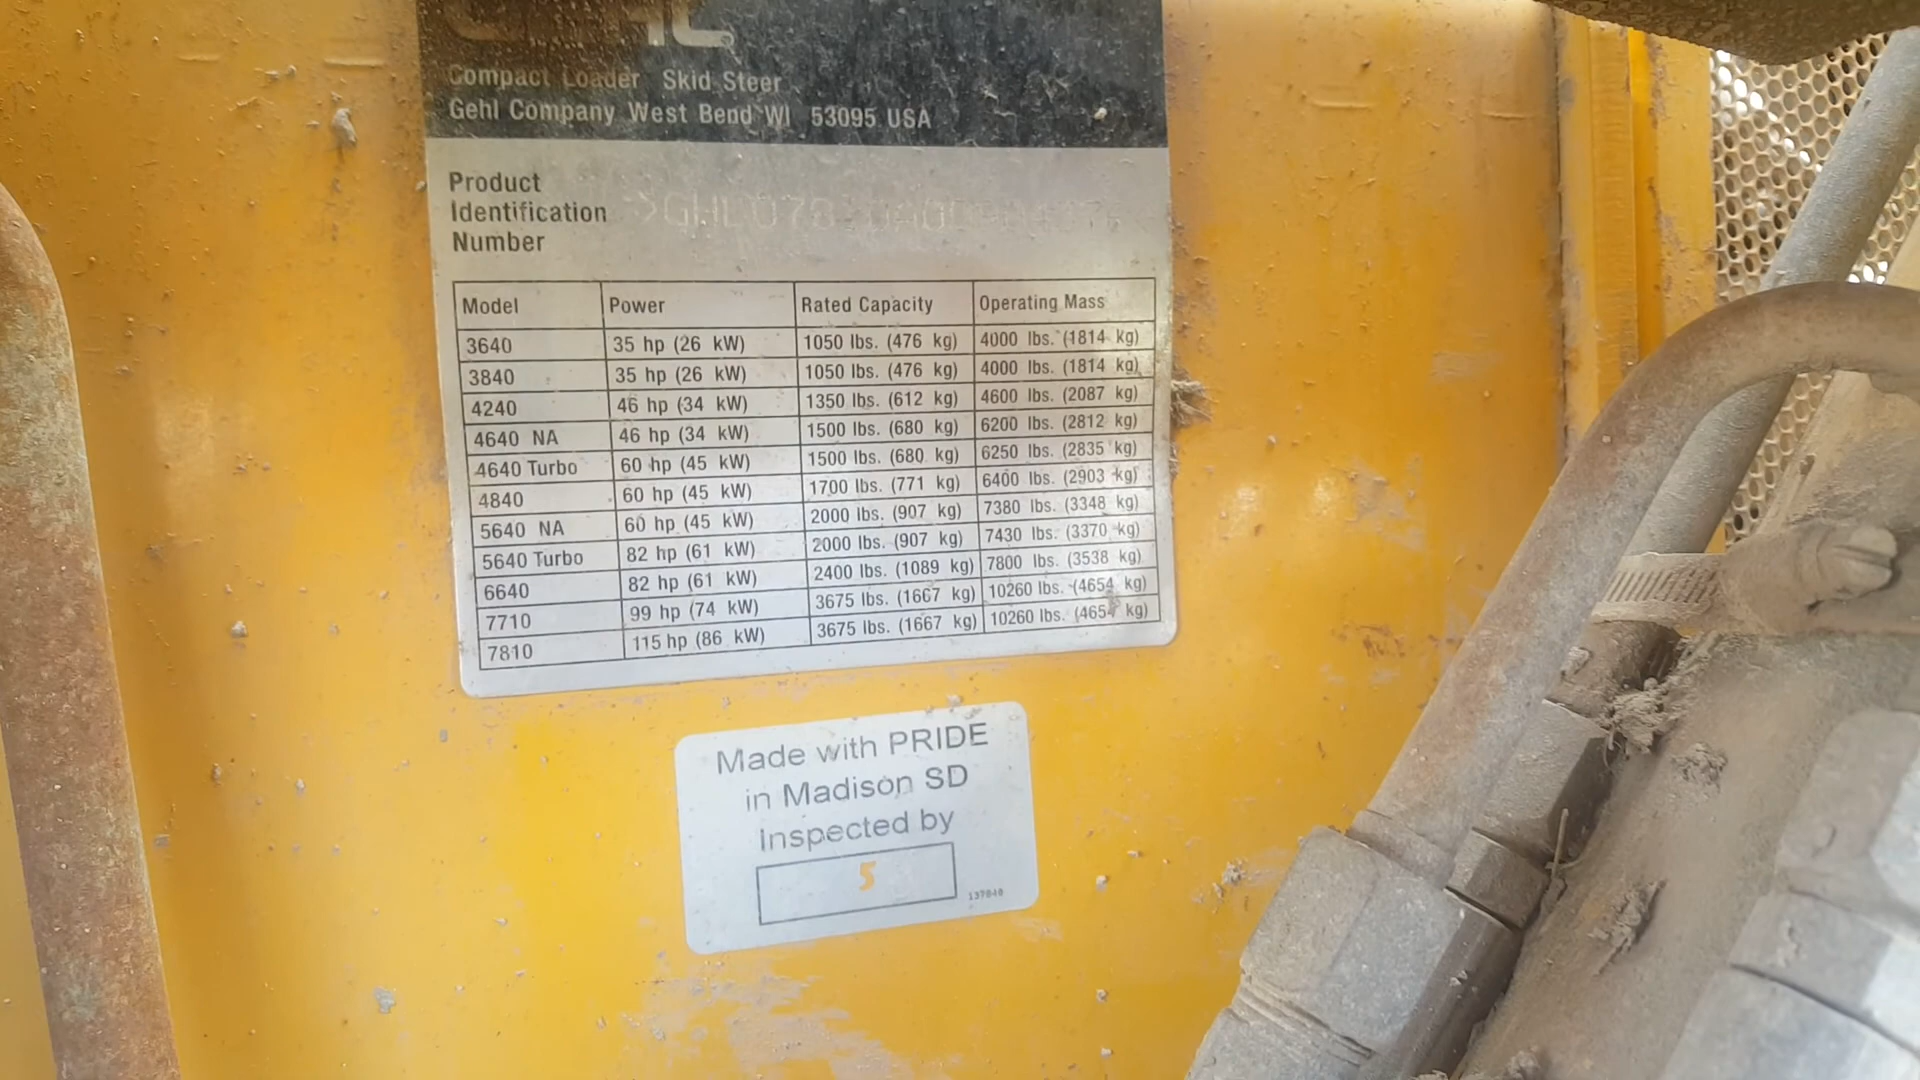 Compact Loader Skid Steer
Gehl Company West Bend WI 53095 USA
Product
Identification
Number
Model Power Rated Capacity Operating Mass
3640 35 hp (26 kW) 1050 lbs. (476 kg) 4000 lbs. (1814 kg)
3840 35 hp (26 kW) 1050 lbs. (476 kg) 4000 lbs. (1814 kg)
4240 46 hp (34 kW) 1350 lbs. (612 kg) 4600 lbs. (2087 kg)
4640 NA 46 hp (34 kW) 1500 lbs. (680 kg) 6200 lbs. (2812 kg)
4640 Turbo 60 hp (45 kW) 1500 lbs. (680 kg) 6250 lbs. (2835 kg)
4840 60 hp (45 kW) 1700 lbs. (771 kg) 6400 lbs. (2903 kg)
5640 NA 60 hp (45 kW) 2000 lbs. (907 kg) 7380 lbs. (3348 kg)
5640 Turbo 82 hp (61 kW) 2000 lbs. (907 kg) 7430 lbs. (3370 kg)
6640 82 hp (61 kW) 2400 lbs. (1089 kg) 7800 lbs. (3538 kg)
7710 99 hp (74 kW) 3675 lbs. (1667 kg) 10260 lbs. (4654 kg)
7810 115 hp (86 kW) 3675 lbs. (1667 kg) 10260 lbs. (4654 kg)
Made with PRIDE
in Madison SD
Inspected by
5
137040